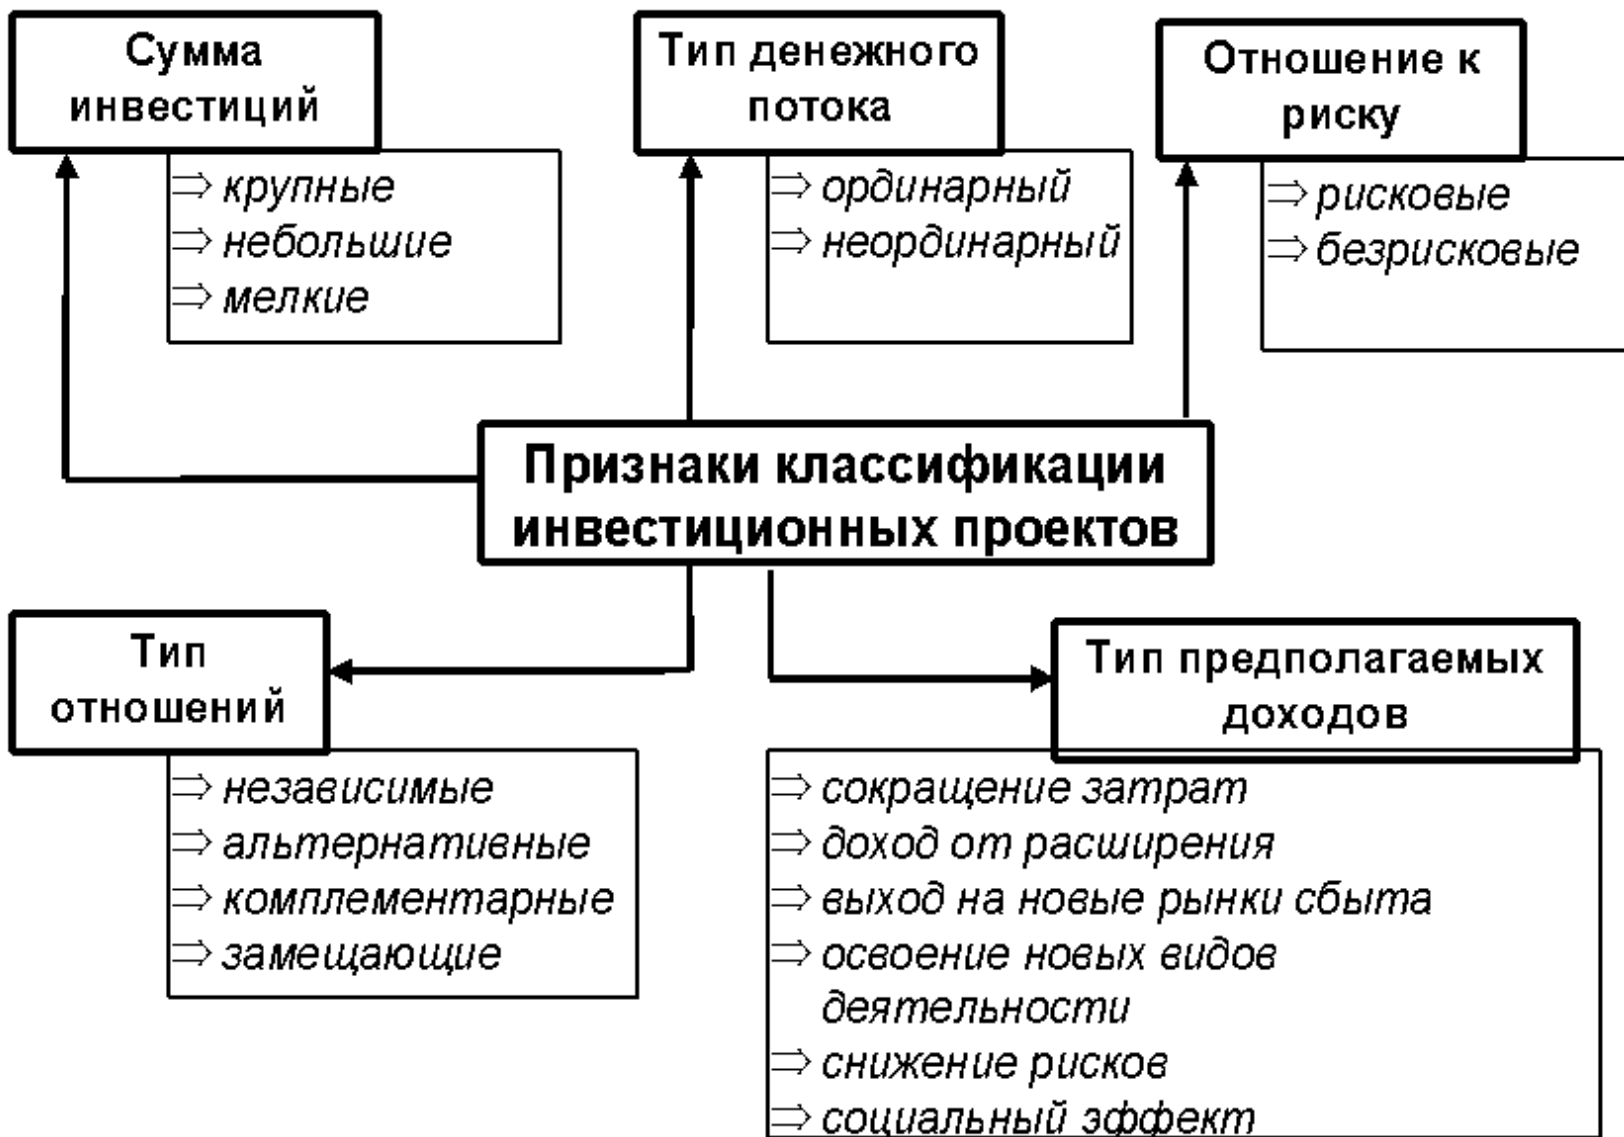 Сумма
инвестиций
⇒ крупные
⇒ небольшие
⇒ мелкие
Тип денежного
потока
⇒ ординарный
⇒ неординарный
Отношение к
риску
⇒ рисковые
⇒ безрисковые
Признаки классификации
инвестиционных проектов
Тип
отношений
⇒ независимые
⇒ альтернативные
⇒ комплементарные
⇒ замещающие
Тип предполагаемых
доходов
⇒ сокращение затрат
⇒ доход от расширения
⇒ выход на новые рынки сбыта
⇒ освоение новых видов
деятельности
⇒ снижение рисков
⇒ социальный эффект